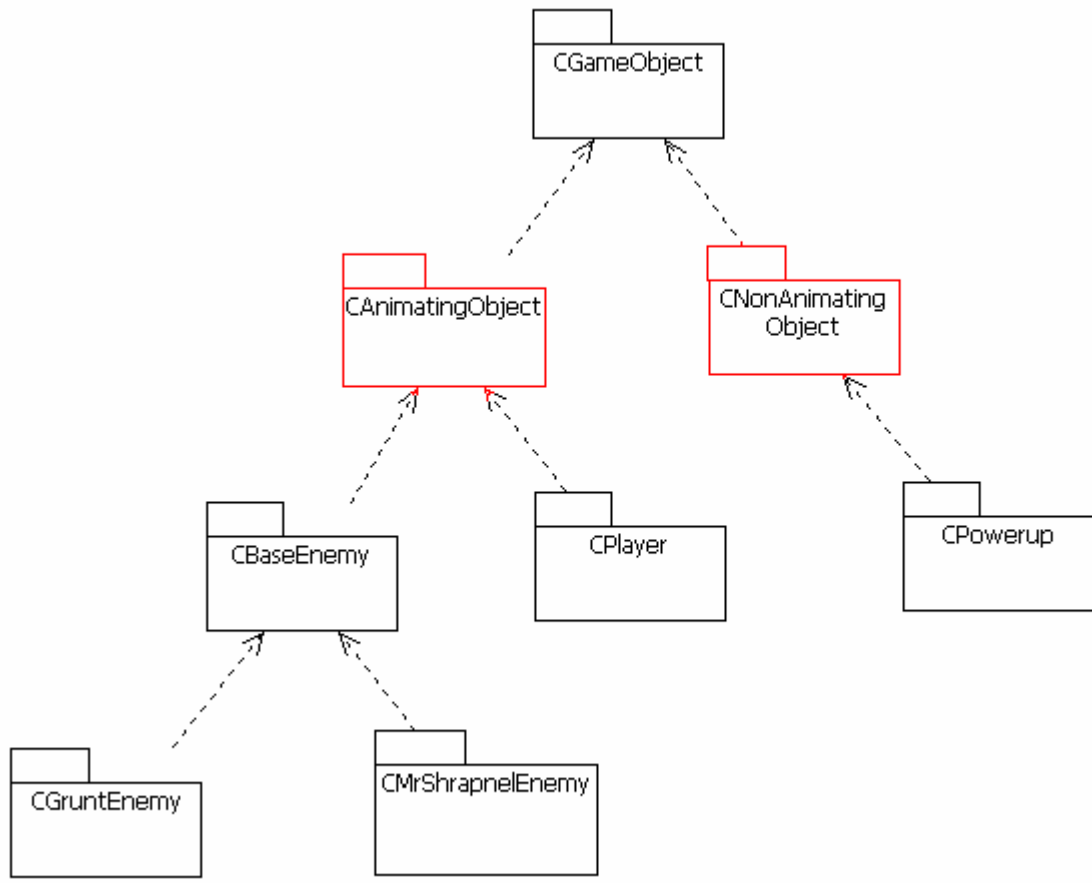 CGameObject
CAnimatingObject
CNonAnimating
Object
CBaseEnemy
CPlayer
CPowerup
CGruntEnemy
CMrShrapnelEnemy